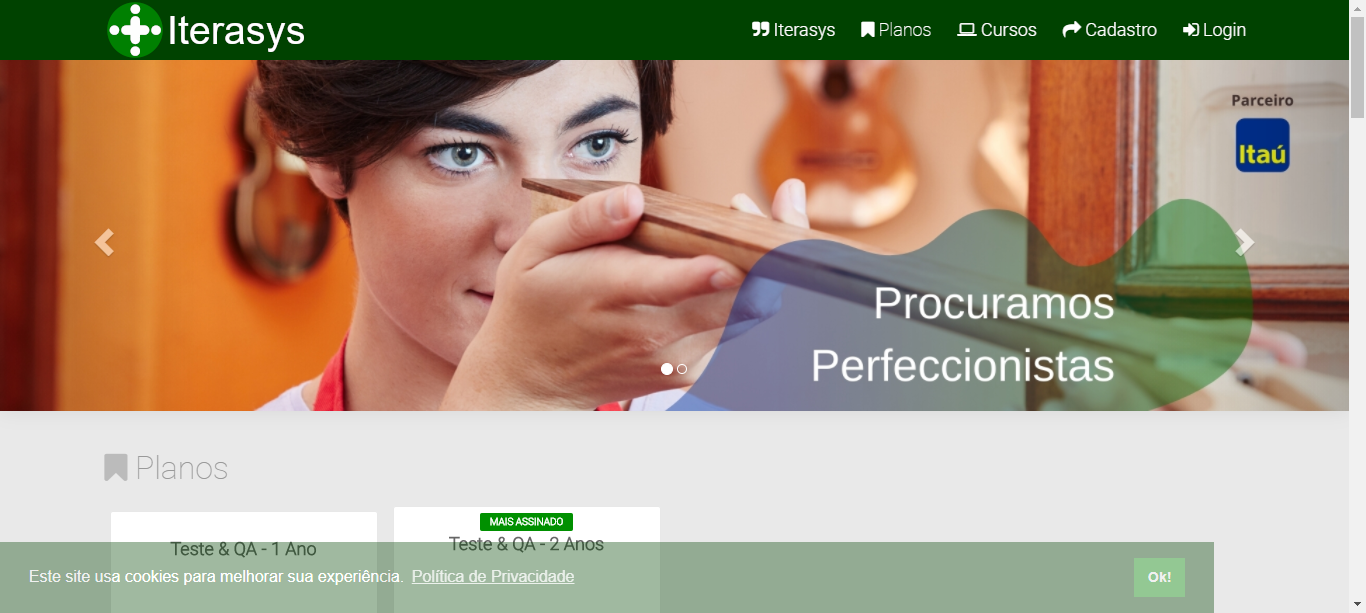 Iterasys
Iterasys Planos Cursos Cadastro Login
Parceiro
Itaú
Procuramos
Perfeccionistas
Planos
MAIS ASSINADO
Teste & QA - 1 Ano
Teste & QA - 2 Anos
Este site usa cookies para melhorar sua experiência. Política de Privacidade
Ok!